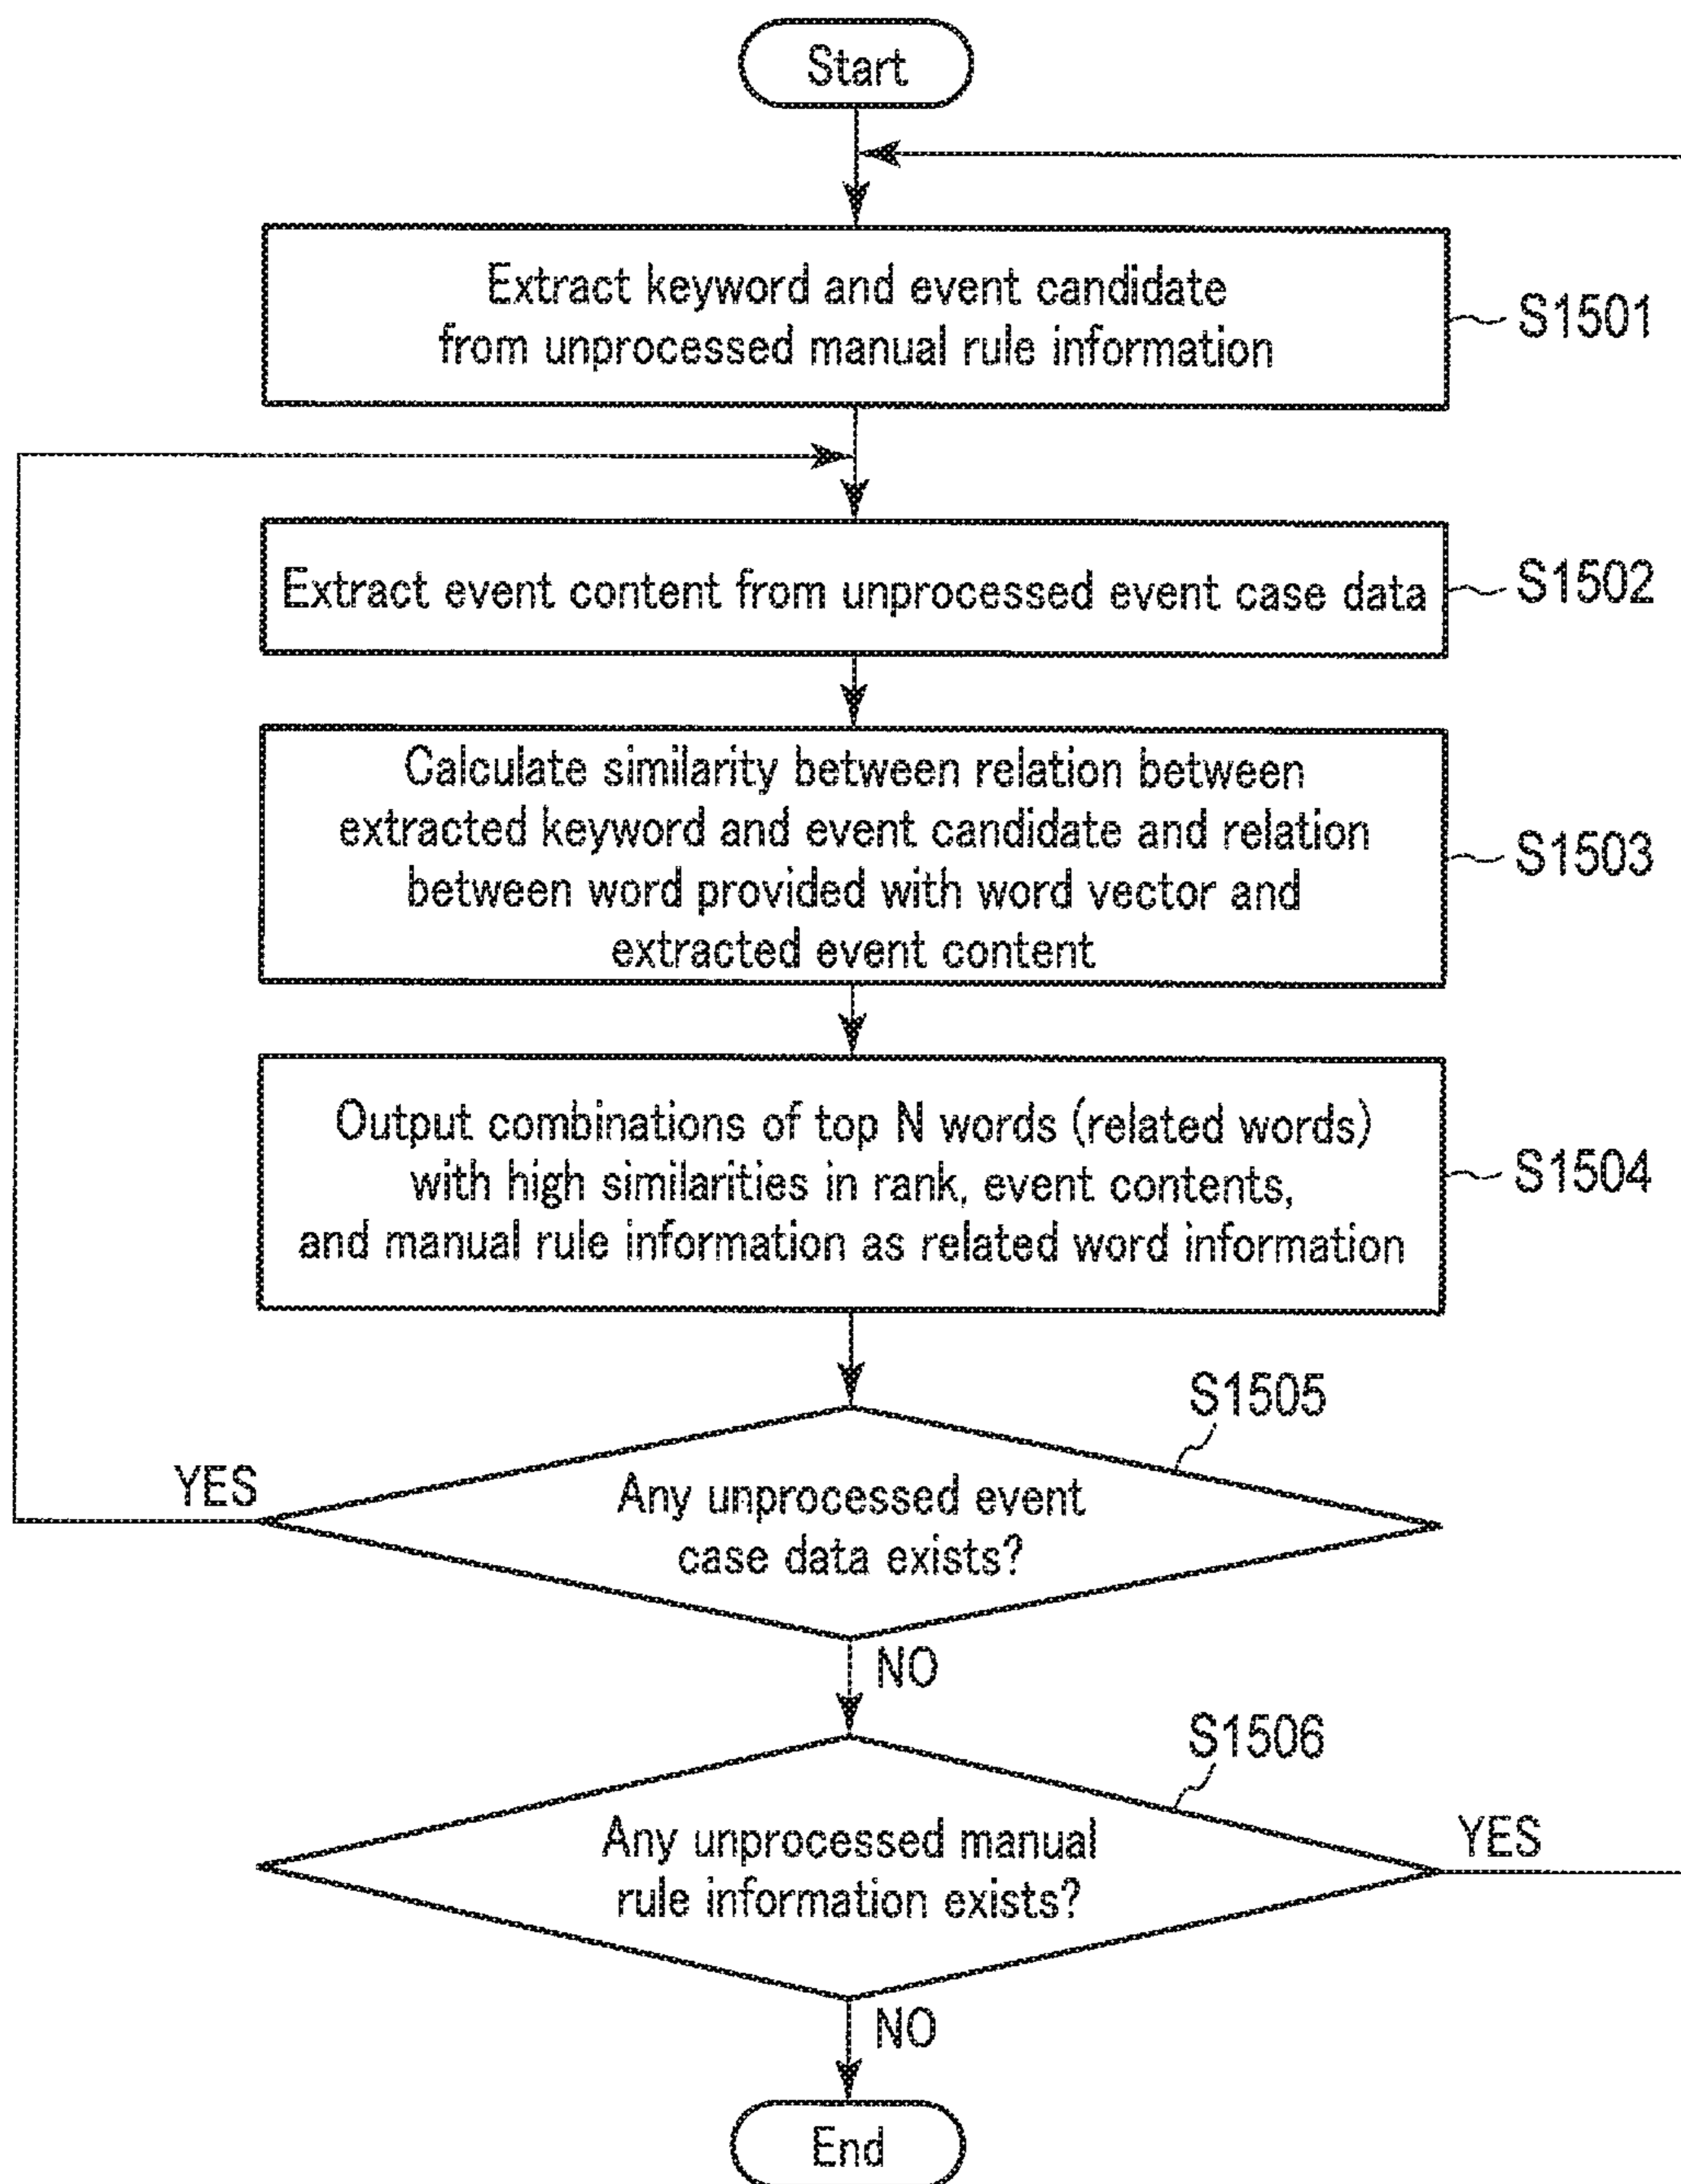 Start
Extract keyword and event candidate
from unprocessed manual rule information
S1501
Extract event content from unprocessed event case data
S1502
Calculate similarity between relation between
extracted keyword and event candidate and relation
between word provided with word vector and
extracted event content
S1503
Output combinations of top N words (related words)
with high similarities in rank, event contents,
and manual rule information as related word information
S1504
S1505
YES
Any unprocessed event
case data exists?
NO
S1506
Any unprocessed manual
rule information exists?
YES
NO
End